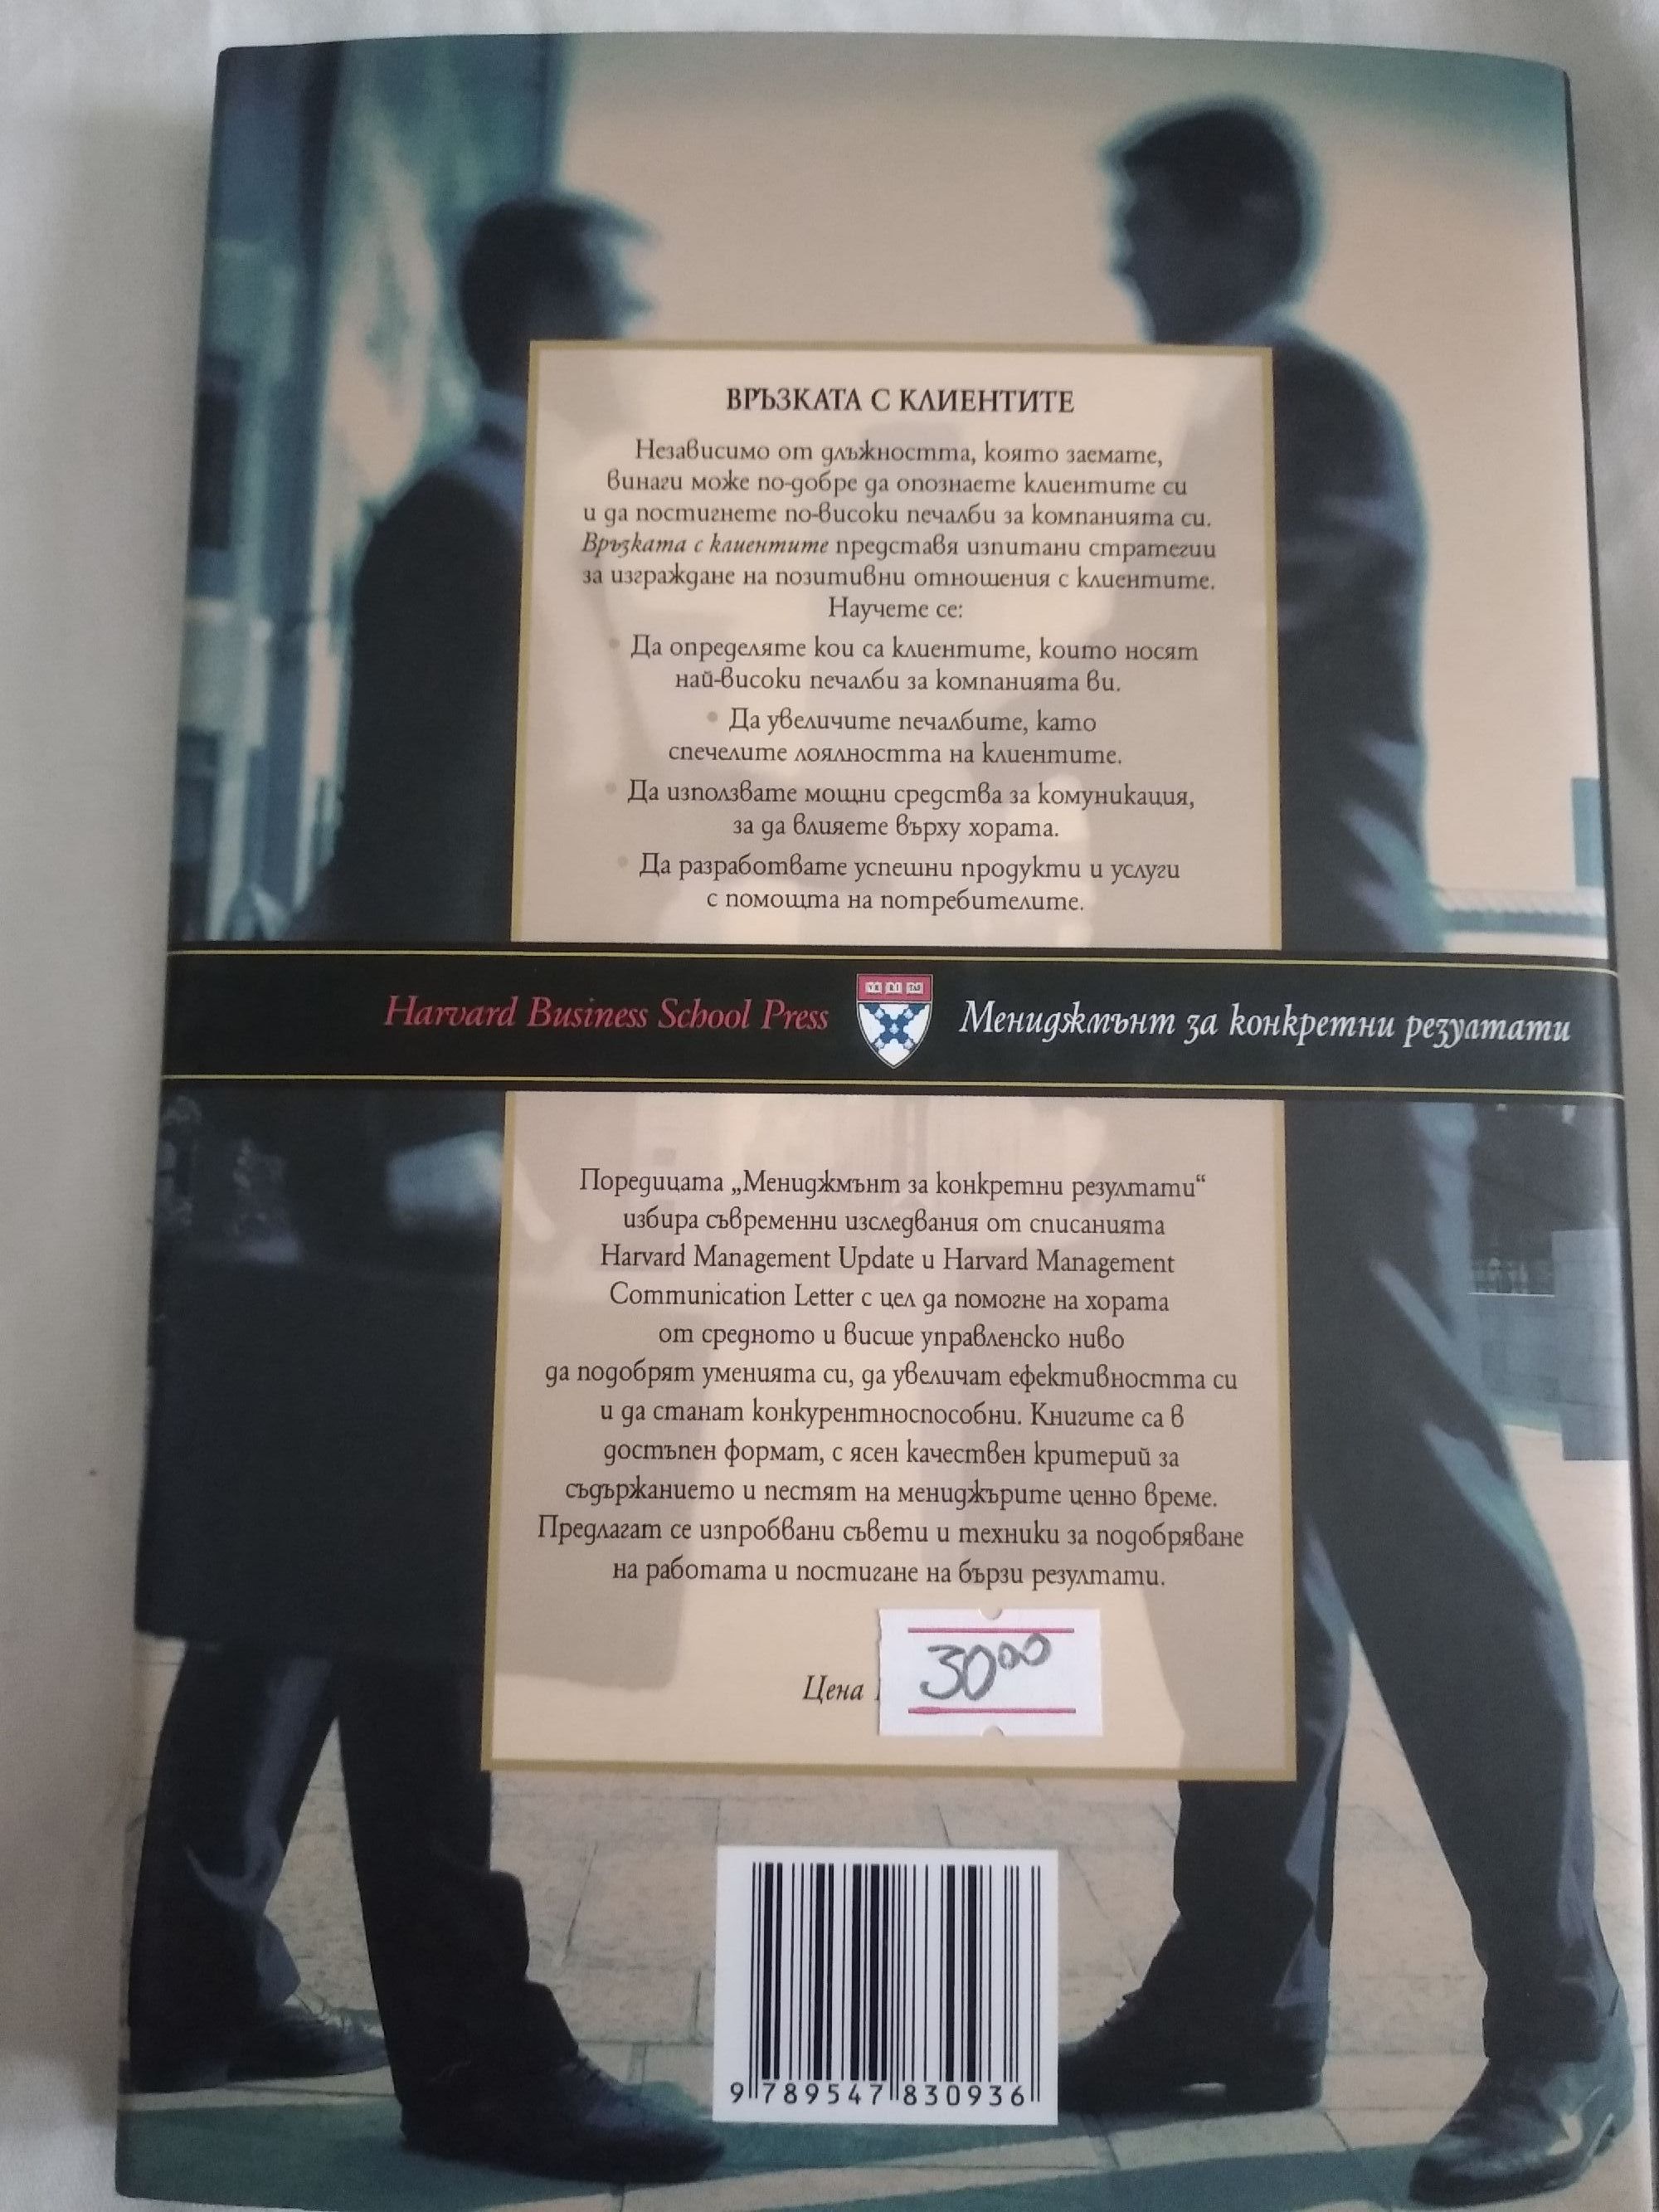 ВРЪЗКАТА С КЛИЕНТИТЕ
Независимо от длъжността, която заемате,
винаги може по-добре да опознаете клиентите си
и да постигнете по-високи печалби за компанията си.
Връзката с клиентите представя изпитани стратегии
за изграждане на позитивни отношения с клиентите.
Научете се:
• Да определяте кои са клиентите, които носят
най-високи печалби за компанията ви.
• Да увеличите печалбите, като
спечелите лоялността на клиентите.
• Да използвате мощни средства за комуникация,
за да влияете върху хората.
• Да разработвате успешни продукти и услуги
с помощта на потребителите.
Harvard Business School Press VE RI TAS Мениджмънт за конкретни резултати
Поредицата „Мениджмънт за конкретни резултати“
избира съвременни изследвания от списанията
Harvard Management Update и Harvard Management
Communication Letter с цел да помогне на хората
от средното и висше управленско ниво
да подобрят уменията си, да увеличат ефективността си
и да станат конкурентноспособни. Книгите са в
достъпен формат, с ясен качествен критерий за
съдържанието и пестят на мениджърите ценно време.
Предлагат се изпробвани съвети и техники за подобряване
на работата и постигане на бързи резултати.
Цена 30 00
9 789547 830936